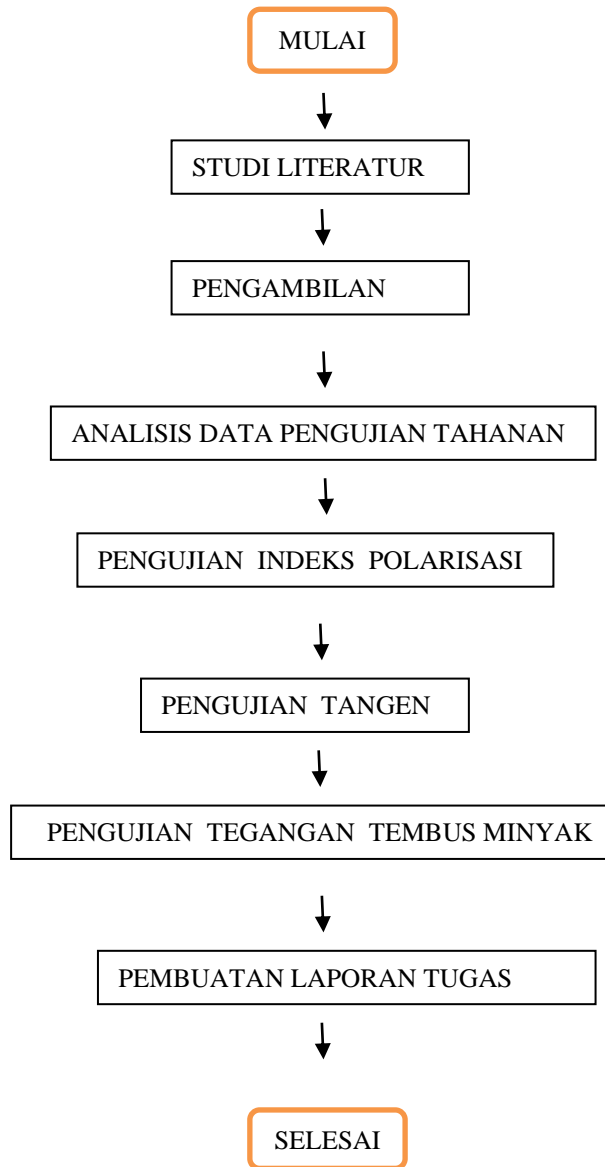 MULAI
STUDI LITERATUR
PENGAMBILAN
ANALISIS DATA PENGUJIAN TAHANAN
PENGUJIAN INDEKS POLARISASI
PENGUJIAN TANGEN
PENGUJIAN TEGANGAN TEMBUS MINYAK
PEMBUATAN LAPORAN TUGAS
SELESAI